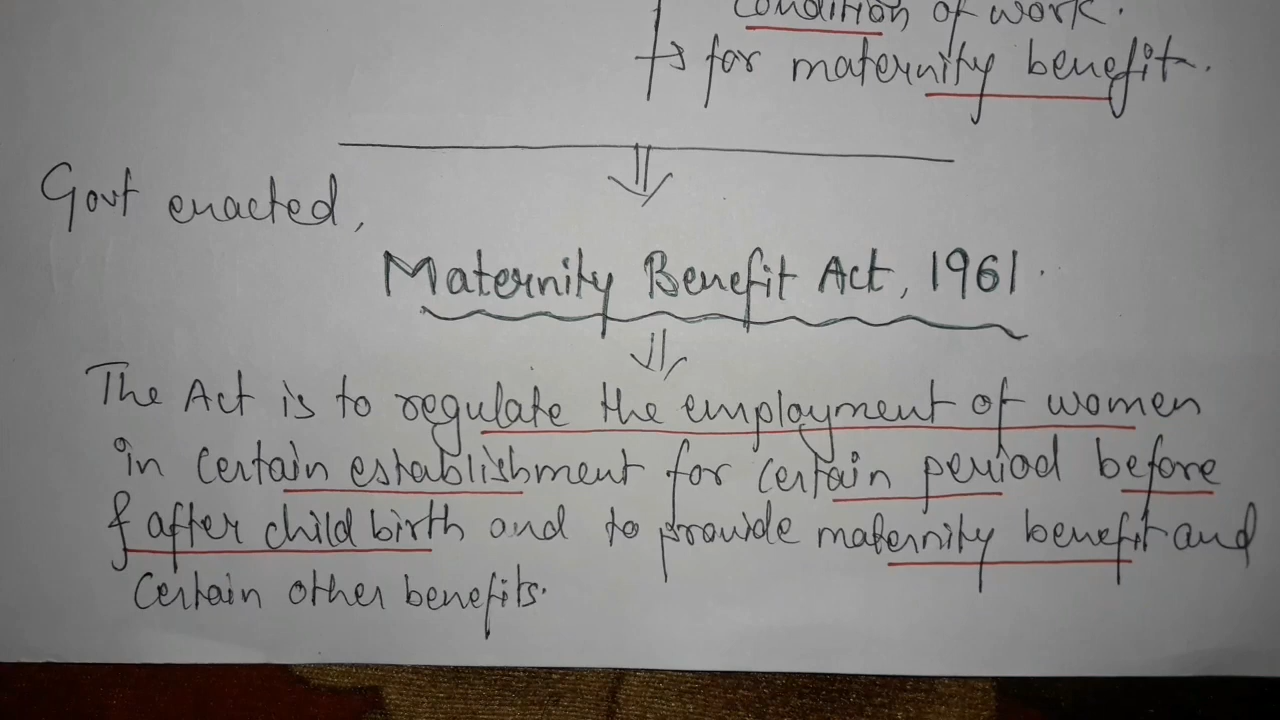 condition of work.
→ for maternity benefit.
Govt enacted,
Maternity Benefit Act, 1961.
The Act is to regulate the employment of women
in certain establishment for certain period before
& after child birth and to provide maternity benefit and
certain other benefits.